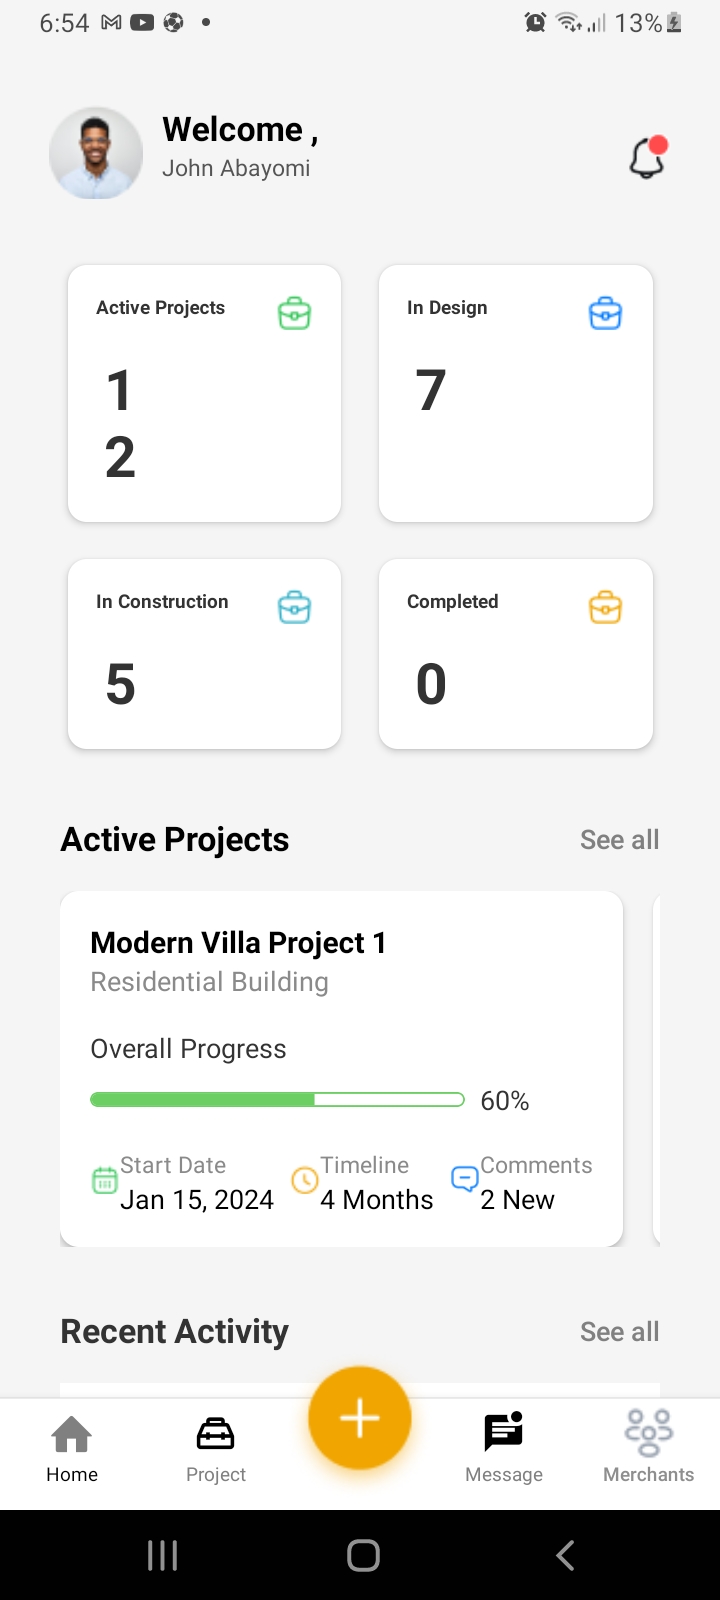 6:54
13%
Welcome ,
John Abayomi
Active Projects
1
2
In Design
7
In Construction
5
Completed
0
Active Projects
See all
Modern Villa Project 1
Residential Building
Overall Progress
60%
Start Date
Jan 15, 2024
Timeline
4 Months
Comments
2 New
Recent Activity
See all
Home
Project
Message
Merchants